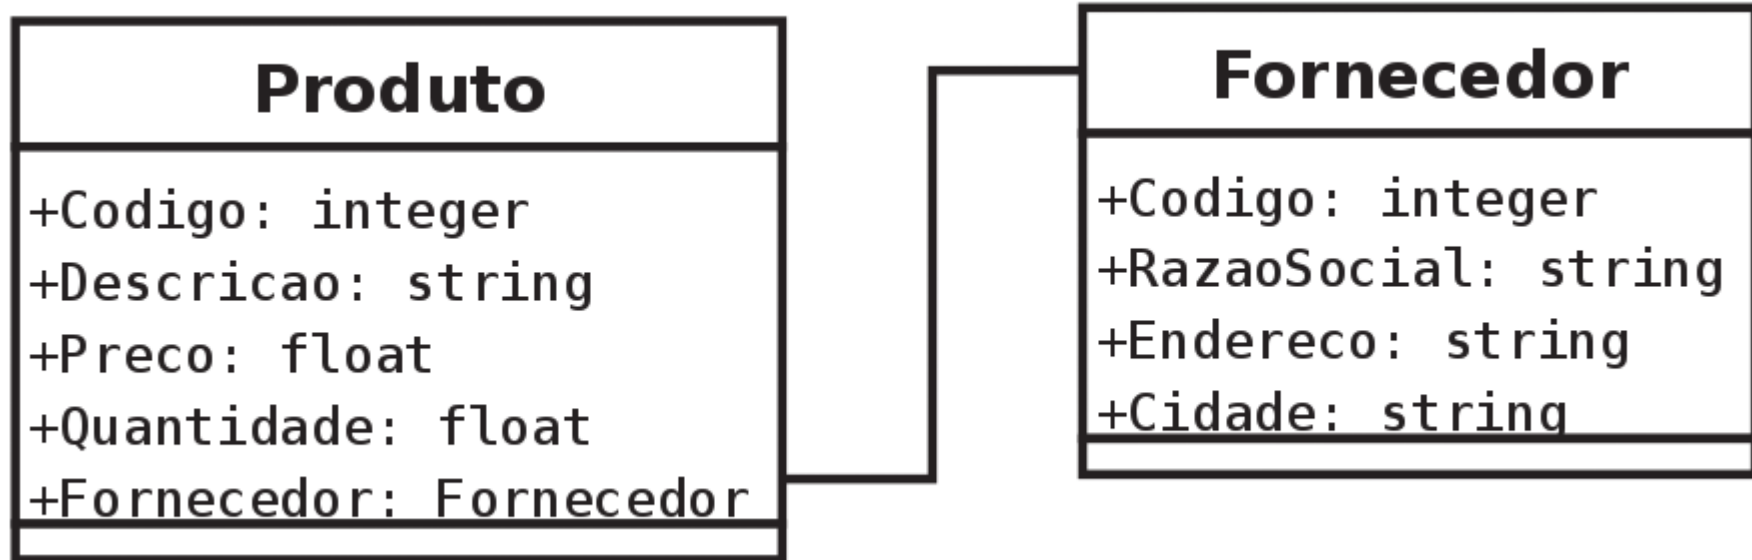 Produto
+Codigo: integer
+Descricao: string
+Preco: float
+Quantidade: float
+Fornecedor: Fornecedor
Fornecedor
+Codigo: integer
+RazaoSocial: string
+Endereco: string
+Cidade: string